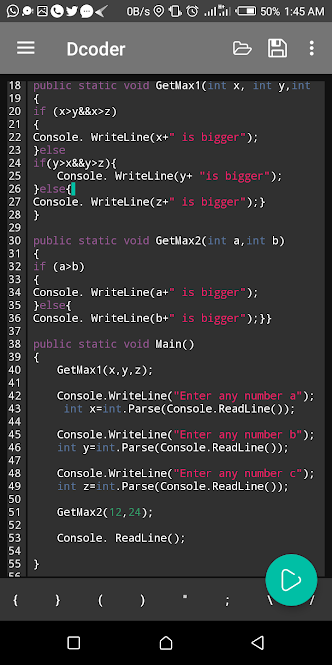 0B/s 50% 1:45 AM
Dcoder
18 public static void GetMax1(int x, int y,int
19 {
20 if (x>y&&x>z)
21 {
22 Console. WriteLine(x+" is bigger");
23 }else
24 if(y>x&&y>z){
25 Console. WriteLine(y+ "is bigger");
26 }else{
27 Console. WriteLine(z+" is bigger");}
28 }
29
30 public static void GetMax2(int a,int b)
31 {
32 if (a>b)
33 {
34 Console. WriteLine(a+" is bigger");
35 }else{
36 Console. WriteLine(b+" is bigger");}}
37
38 public static void Main()
39 {
40 GetMax1(x,y,z);
41
42 Console.WriteLine("Enter any number a");
43 int x=int.Parse(Console.ReadLine());
44
45 Console.WriteLine("Enter any number b");
46 int y=int.Parse(Console.ReadLine());
47
48 Console.WriteLine("Enter any number c");
49 int z=int.Parse(Console.ReadLine());
50
51 GetMax2(12,24);
52
53 Console. ReadLine();
54
55 }
56
{ } ( ) " ; \ /